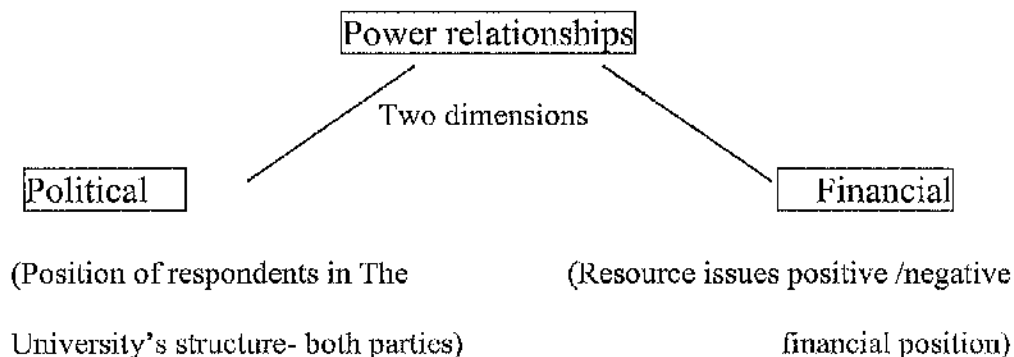 Power relationships
Two dimensions
Political
Financial
(Position of respondents in The
University's structure- both parties)
(Resource issues positive /negative
financial position)